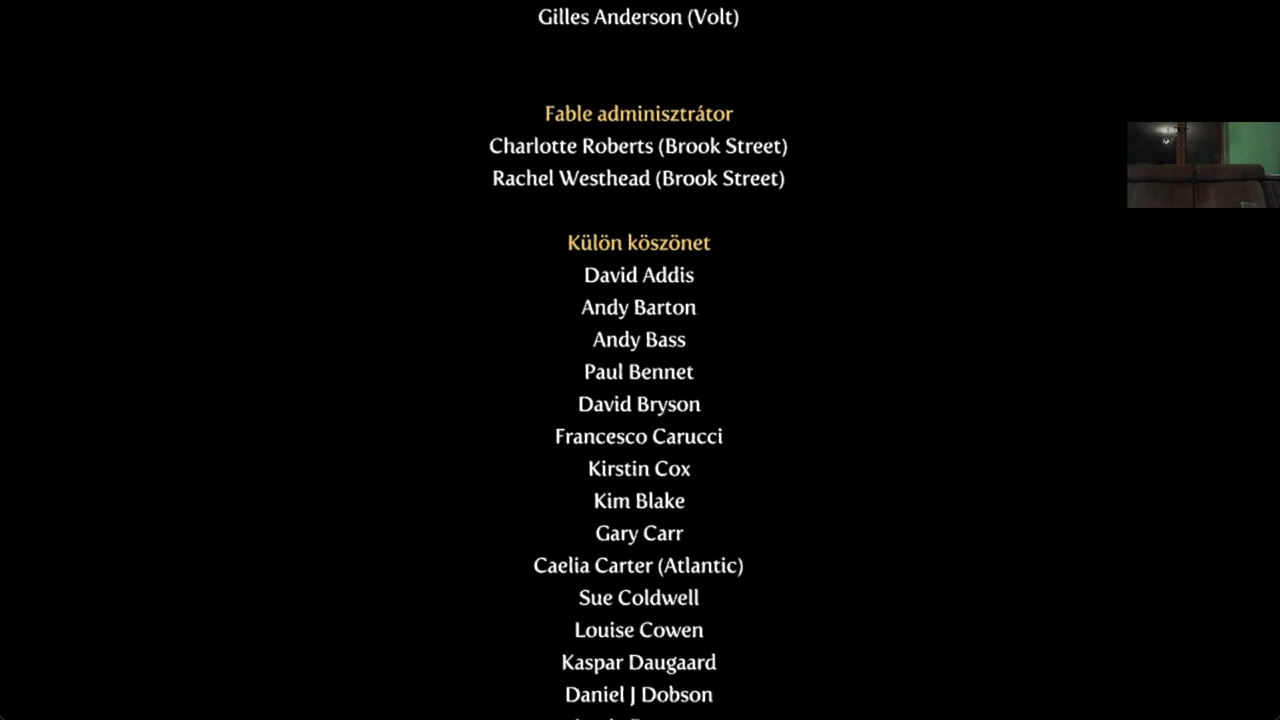 Gilles Anderson (Volt)
Fable adminisztrátor
Charlotte Roberts (Brook Street)
Rachel Westhead (Brook Street)
Külön köszönet
David Addis
Andy Barton
Andy Bass
Paul Bennet
David Bryson
Francesco Carucci
Kirstin Cox
Kim Blake
Gary Carr
Caelia Carter (Atlantic)
Sue Coldwell
Louise Cowen
Kaspar Daugaard
Daniel J Dobson